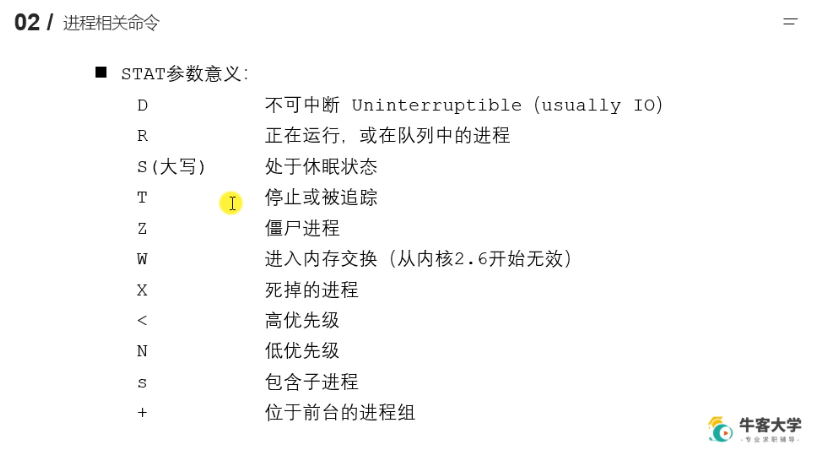 02 / 进程相关命令
STAT参数意义：
D 不可中断 Uninterruptible（usually IO）
R 正在运行，或在队列中的进程
S(大写) 处于休眠状态
T 停止或被追踪
Z 僵尸进程
W 进入内存交换（从内核2.6开始无效）
X 死掉的进程
< 高优先级
N 低优先级
s 包含子进程
+ 位于前台的进程组
牛客大学
-专业求职辅导-